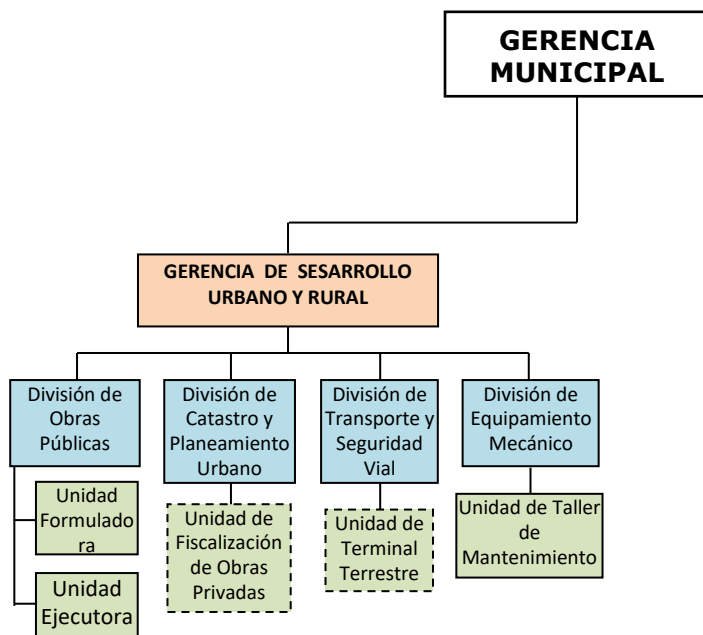 GERENCIA
MUNICIPAL
GERENCIA DE SESARROLLO
URBANO Y RURAL
División de
Obras
Públicas
División de
Catastro y
Planeamiento
Urbano
División de
Transporte y
Seguridad
Vial
División de
Equipamiento
Mecánico
Unidad
Formulado
ra
Unidad
Ejecutora
Unidad de
Fiscalización
de Obras
Privadas
Unidad de
Terminal
Terrestre
Unidad de Taller
de
Mantenimiento